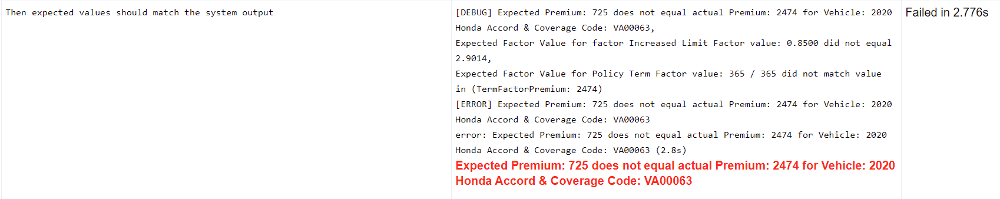 Then expected values should match the system output
[DEBUG] Expected Premium: 725 does not equal actual Premium: 2474 for Vehicle: 2020
Honda Accord & Coverage Code: VA00063,
Expected Factor Value for factor Increased Limit Factor value: 0.8500 did not equal
2.9014,
Expected Factor Value for Policy Term Factor value: 365 / 365 did not match value
in (TermFactorPremium: 2474)
[ERROR] Expected Premium: 725 does not equal actual Premium: 2474 for Vehicle: 2020
Honda Accord & Coverage Code: VA00063
error: Expected Premium: 725 does not equal actual Premium: 2474 for Vehicle: 2020
Honda Accord & Coverage Code: VA00063 (2.8s)
Expected Premium: 725 does not equal actual Premium: 2474 for Vehicle: 2020
Honda Accord & Coverage Code: VA00063
Failed in 2.776s